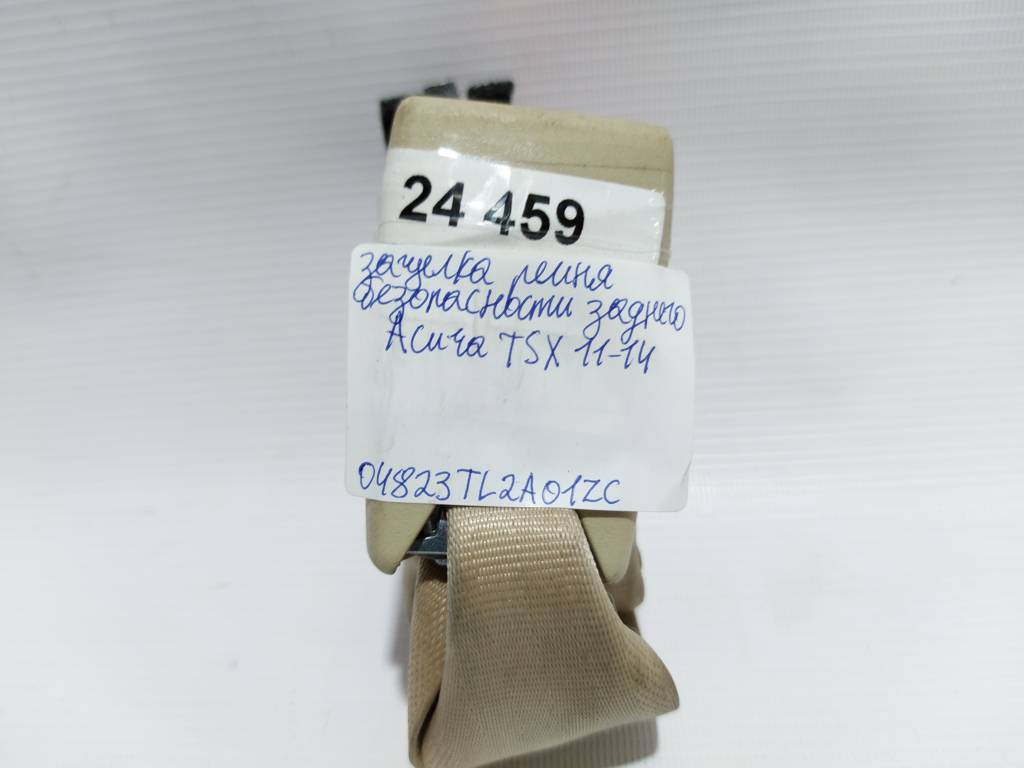 24 459
защелка ремня
безопасности заднего
Acura TSX 11-14
04823TL2A01ZC